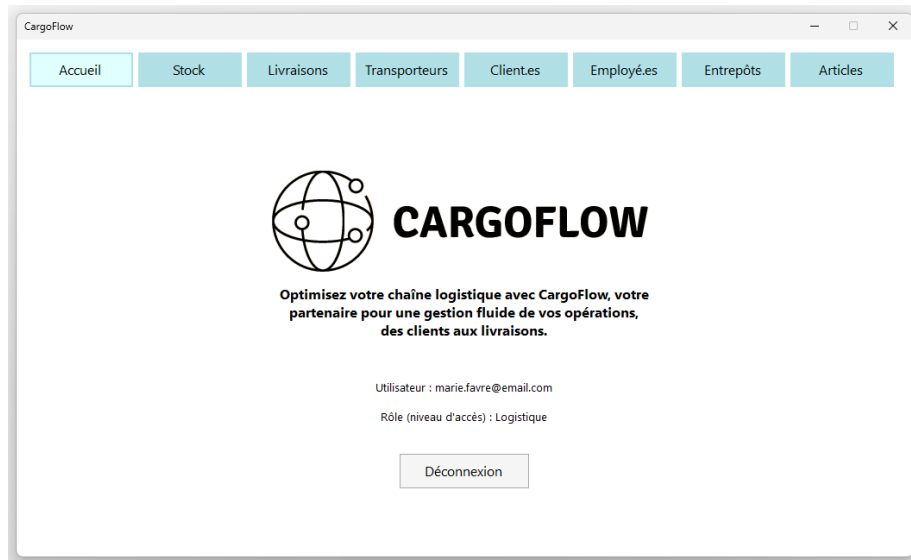 CargoFlow
Accueil Stock Livraisons Transporteurs Client.es Employé.es Entrepôts Articles
CARGOFLOW
Optimisez votre chaîne logistique avec CargoFlow, votre
partenaire pour une gestion fluide de vos opérations,
des clients aux livraisons.
Utilisateur : marie.favre@email.com
Rôle (niveau d'accès) : Logistique
Déconnexion